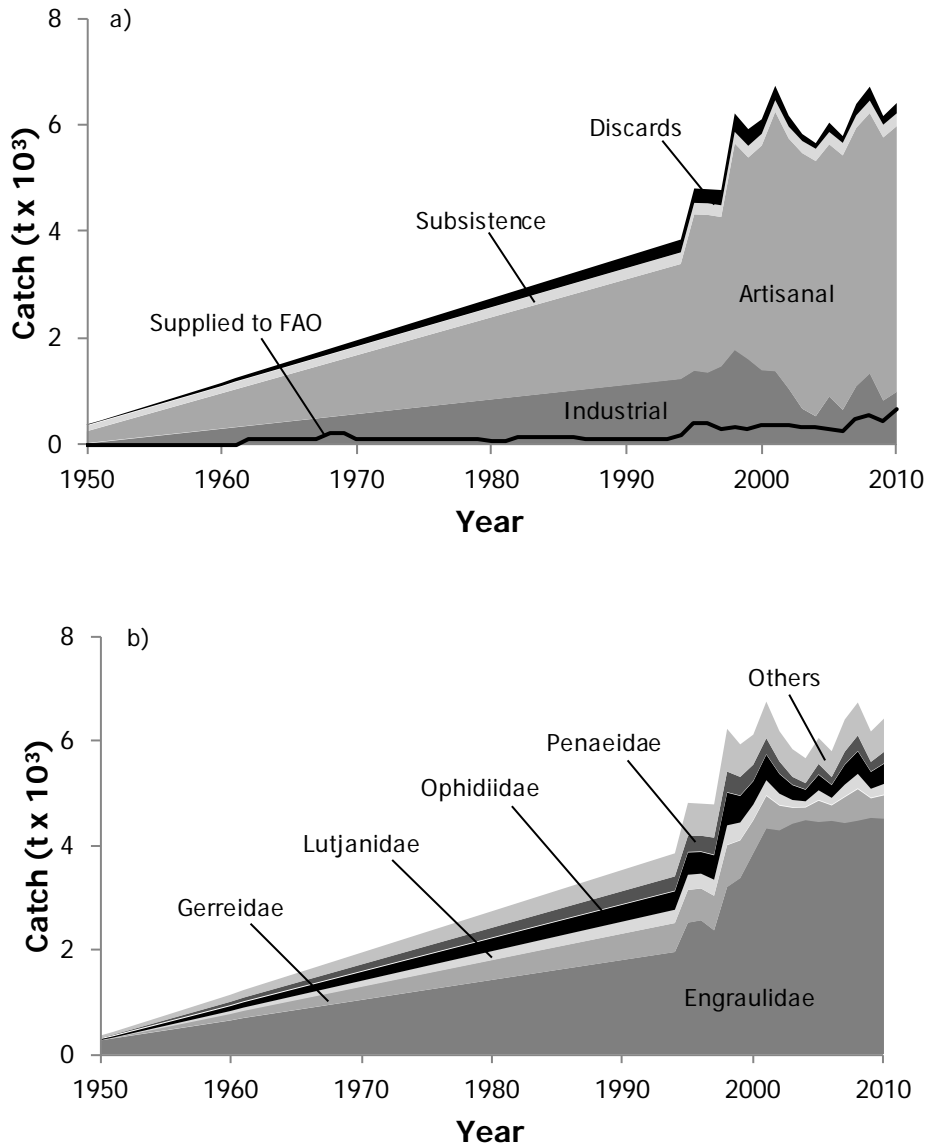 a)
8
6
4
2
0
Catch (t x 10³)
Discards
Subsistence
Supplied to FAO
Artisanal
Industrial
1950 1960 1970 1980 1990 2000 2010
Year
b)
8
6
4
2
0
Catch (t x 10³)
Others
Penaeidae
Ophidiidae
Lutjanidae
Gerreidae
Engraulidae
1950 1960 1970 1980 1990 2000 2010
Year